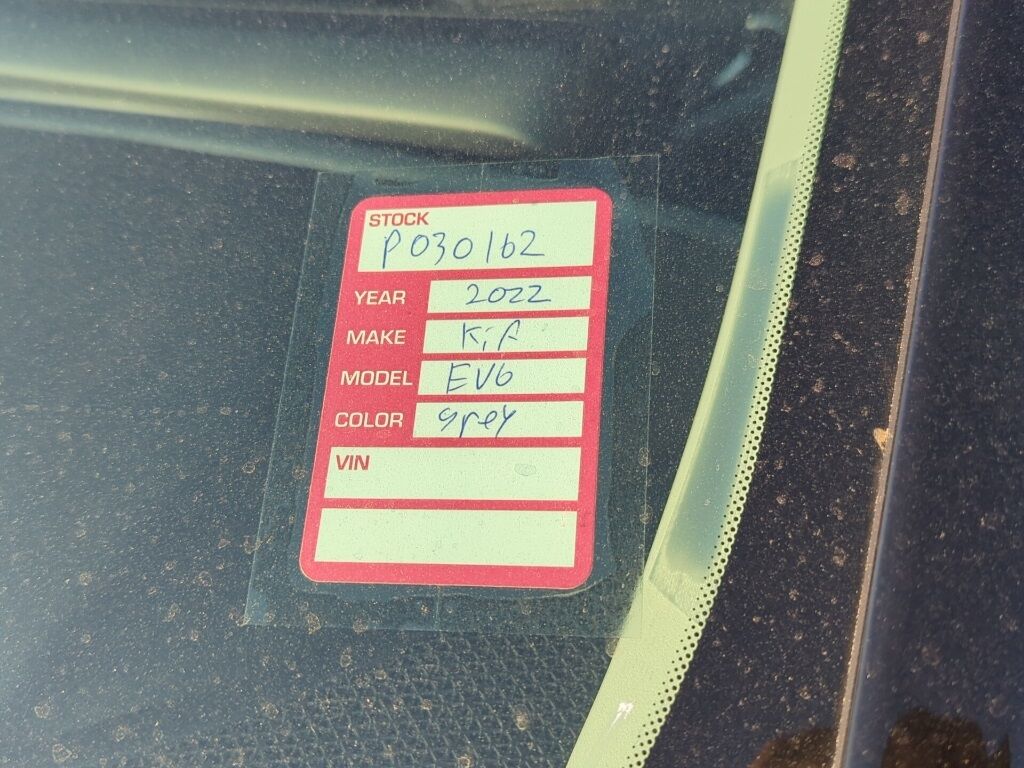 STOCK
P030162
YEAR 2022
MAKE KiA
MODEL EV6
COLOR grey
VIN